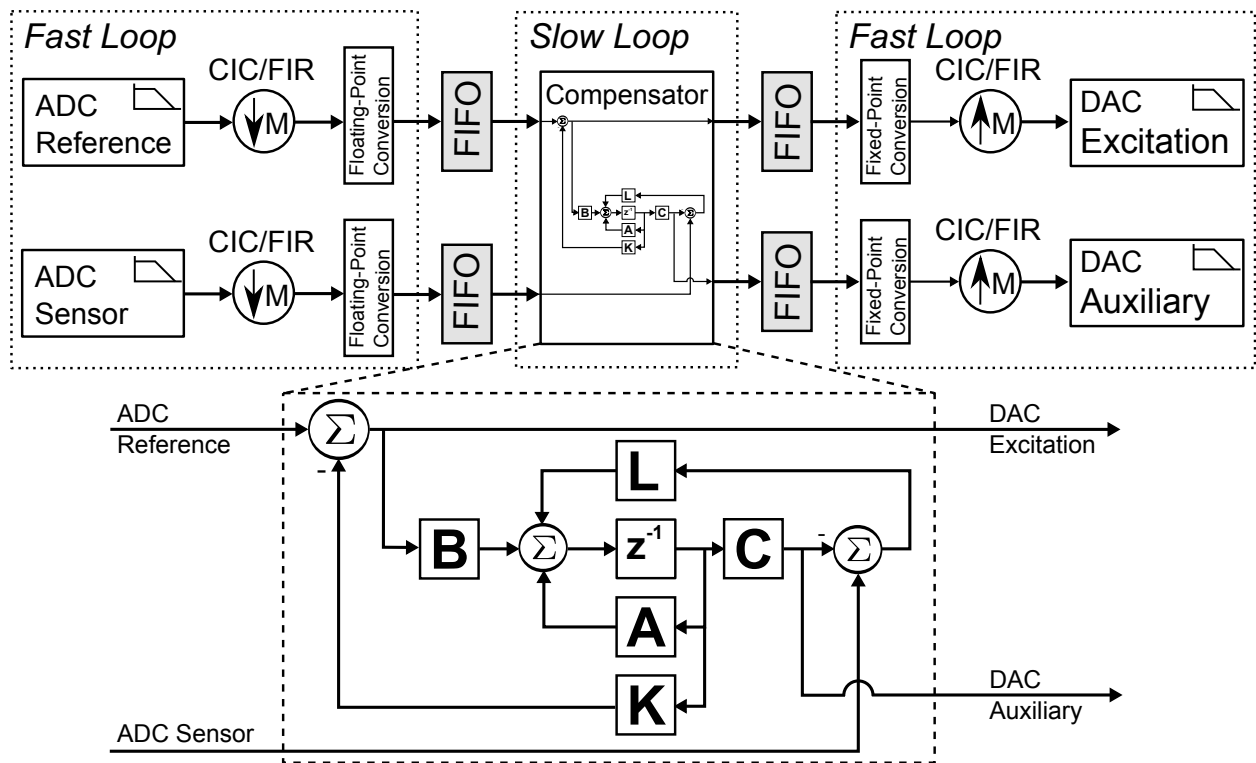 Fast Loop
Slow Loop
Fast Loop
ADC
Reference
CIC/FIR
M
Floating-Point
Conversion
FIFO
Compensator
Σ
B
Σ
L
z⁻¹
A
K
C
Σ
FIFO
Fixed-Point
Conversion
CIC/FIR
M
DAC
Excitation
ADC
Sensor
CIC/FIR
M
Floating-Point
Conversion
FIFO
FIFO
Fixed-Point
Conversion
CIC/FIR
M
DAC
Auxiliary
ADC
Reference
Σ
-
DAC
Excitation
L
B
Σ
z⁻¹
C
-
Σ
A
K
DAC
Auxiliary
ADC Sensor